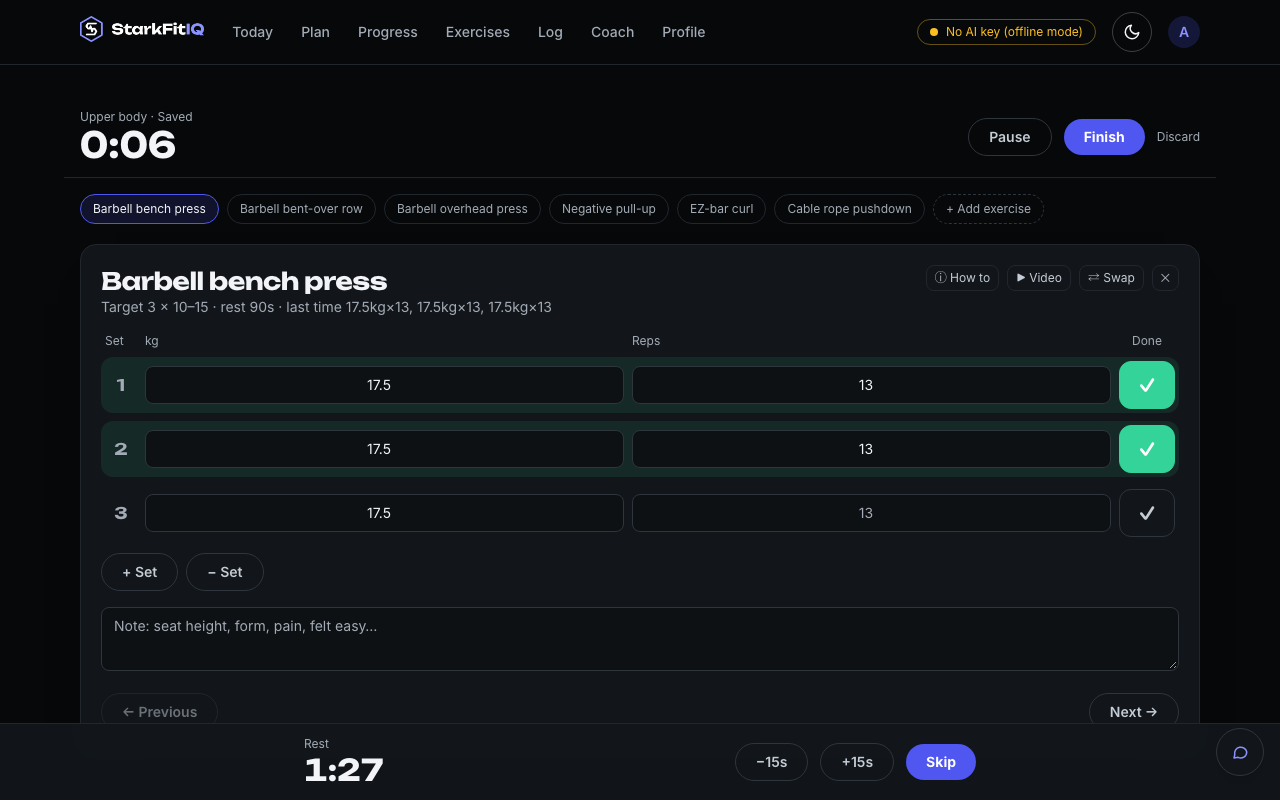 StarkFitIQ Today Plan Progress Exercises Log Coach Profile No AI key (offline mode) A
Upper body · Saved
0:06
Pause Finish Discard
Barbell bench press Barbell bent-over row Barbell overhead press Negative pull-up EZ-bar curl Cable rope pushdown + Add exercise
Barbell bench press
How to Video Swap
Target 3 × 10–15 · rest 90s · last time 17.5kg×13, 17.5kg×13, 17.5kg×13
Set kg Reps Done
1 17.5 13
2 17.5 13
3 17.5 13
+ Set − Set
Note: seat height, form, pain, felt easy...
← Previous Next →
Rest
1:27
−15s +15s Skip